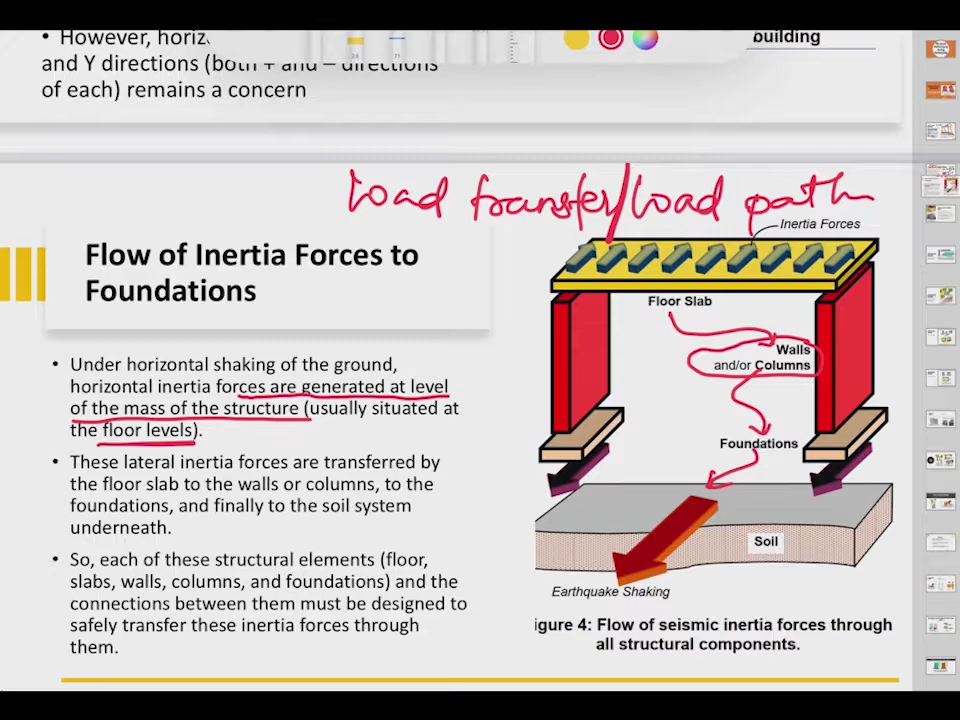 • However, horiz
and Y directions (both + and – directions
of each) remains a concern
building
Load transfer/load path
Flow of Inertia Forces to
Foundations
• Under horizontal shaking of the ground,
horizontal inertia forces are generated at level
of the mass of the structure (usually situated at
the floor levels).
• These lateral inertia forces are transferred by
the floor slab to the walls or columns, to the
foundations, and finally to the soil system
underneath.
• So, each of these structural elements (floor,
slabs, walls, columns, and foundations) and the
connections between them must be designed to
safely transfer these inertia forces through
them.
Inertia Forces
Floor Slab
Walls
and/or Columns
Foundations
Soil
Earthquake Shaking
igure 4: Flow of seismic inertia forces through
all structural components.